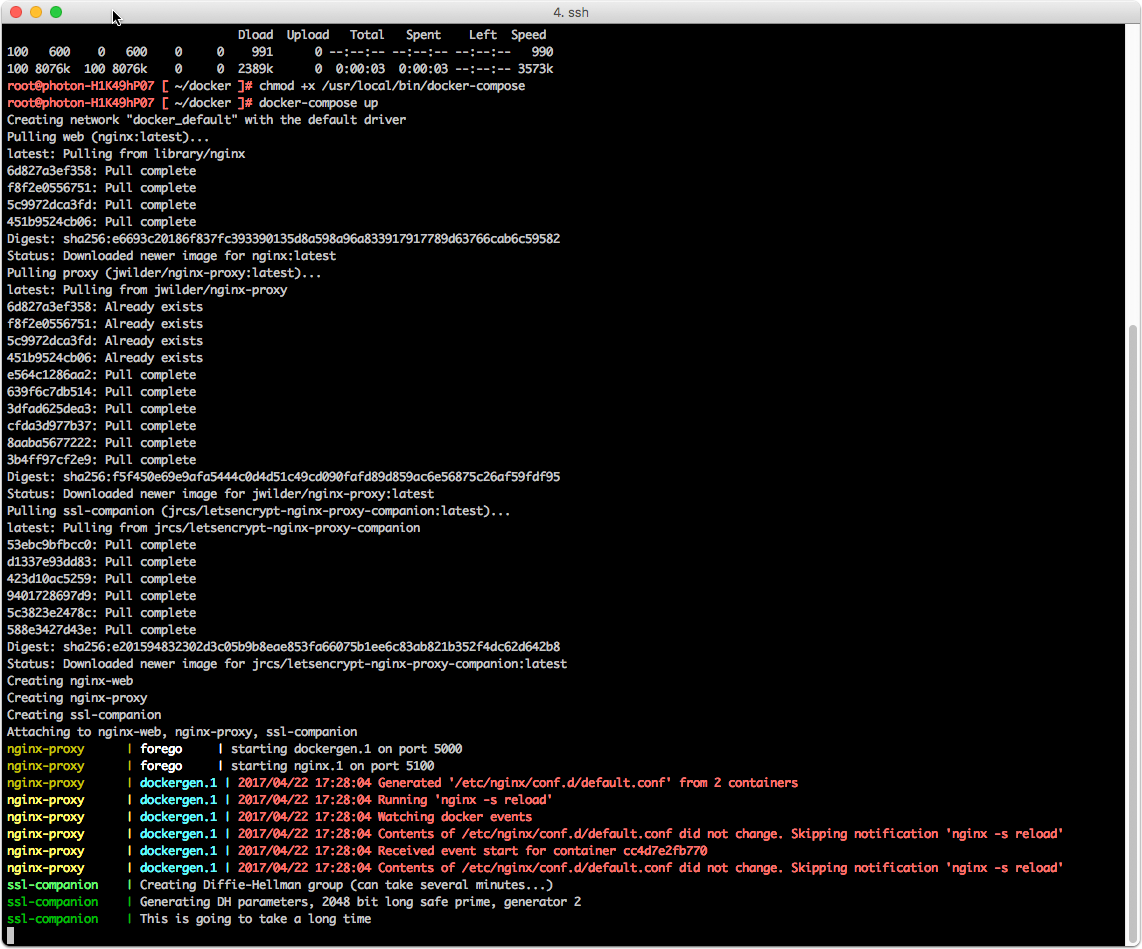 4. ssh
Dload  Upload   Total   Spent    Left  Speed
100   600    0   600    0     0    991      0 --:--:-- --:--:-- --:--:--   990
100 8076k  100 8076k    0     0  2389k      0  0:00:03  0:00:03 --:--:-- 3573k
root@photon-H1K49hP07 [ ~/docker ]# chmod +x /usr/local/bin/docker-compose
root@photon-H1K49hP07 [ ~/docker ]# docker-compose up
Creating network "docker_default" with the default driver
Pulling web (nginx:latest)...
latest: Pulling from library/nginx
6d827a3ef358: Pull complete
f8f2e0556751: Pull complete
5c9972dca3fd: Pull complete
451b9524cb06: Pull complete
Digest: sha256:e6693c20186f837fc393390135d8a598a96a833917917789d63766cab6c59582
Status: Downloaded newer image for nginx:latest
Pulling proxy (jwilder/nginx-proxy:latest)...
latest: Pulling from jwilder/nginx-proxy
6d827a3ef358: Already exists
f8f2e0556751: Already exists
5c9972dca3fd: Already exists
451b9524cb06: Already exists
e564c1286aa2: Pull complete
639f6c7db514: Pull complete
3dfad625dea3: Pull complete
cfda3d977b37: Pull complete
8aaba5677222: Pull complete
3b4ff97cf2e9: Pull complete
Digest: sha256:f5f450e69e9afa5444c0d4d51c49cd090fafd89d859ac6e56875c26af59fdf95
Status: Downloaded newer image for jwilder/nginx-proxy:latest
Pulling ssl-companion (jrcs/letsencrypt-nginx-proxy-companion:latest)...
latest: Pulling from jrcs/letsencrypt-nginx-proxy-companion
53ebc9bfbcc0: Pull complete
d1337e93dd83: Pull complete
423d10ac5259: Pull complete
9401728697d9: Pull complete
5c3823e2478c: Pull complete
588e3427d43e: Pull complete
Digest: sha256:e201594832302d3c05b9b8eae853fa66075b1ee6c83ab821b352f4dc62d642b8
Status: Downloaded newer image for jrcs/letsencrypt-nginx-proxy-companion:latest
Creating nginx-web
Creating nginx-proxy
Creating ssl-companion
Attaching to nginx-web, nginx-proxy, ssl-companion
nginx-proxy      | forego     | starting dockergen.1 on port 5000
nginx-proxy      | forego     | starting nginx.1 on port 5100
nginx-proxy      | dockergen.1 | 2017/04/22 17:28:04 Generated '/etc/nginx/conf.d/default.conf' from 2 containers
nginx-proxy      | dockergen.1 | 2017/04/22 17:28:04 Running 'nginx -s reload'
nginx-proxy      | dockergen.1 | 2017/04/22 17:28:04 Watching docker events
nginx-proxy      | dockergen.1 | 2017/04/22 17:28:04 Contents of /etc/nginx/conf.d/default.conf did not change. Skipping notification 'nginx -s reload'
nginx-proxy      | dockergen.1 | 2017/04/22 17:28:04 Received event start for container cc4d7e2fb770
nginx-proxy      | dockergen.1 | 2017/04/22 17:28:04 Contents of /etc/nginx/conf.d/default.conf did not change. Skipping notification 'nginx -s reload'
ssl-companion    | Creating Diffie-Hellman group (can take several minutes...)
ssl-companion    | Generating DH parameters, 2048 bit long safe prime, generator 2
ssl-companion    | This is going to take a long time